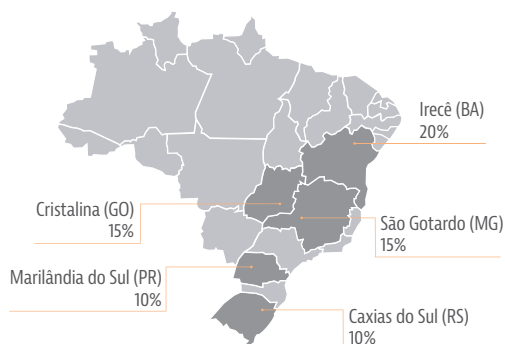 Irecê (BA)
20%
Cristalina (GO)
15%
São Gotardo (MG)
15%
Marilândia do Sul (PR)
10%
Caxias do Sul (RS)
10%